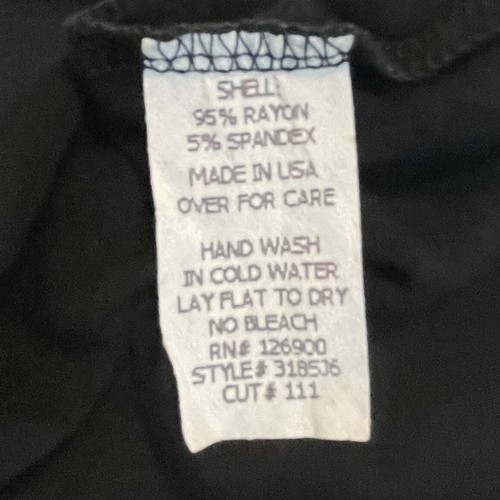 SHELL:
95% RAYON
5% SPANDEX
MADE IN USA
OVER FOR CARE
HAND WASH
IN COLD WATER
LAY FLAT TO DRY
NO BLEACH
RN# 126900
STYLE# 3185J6
CUT# 111